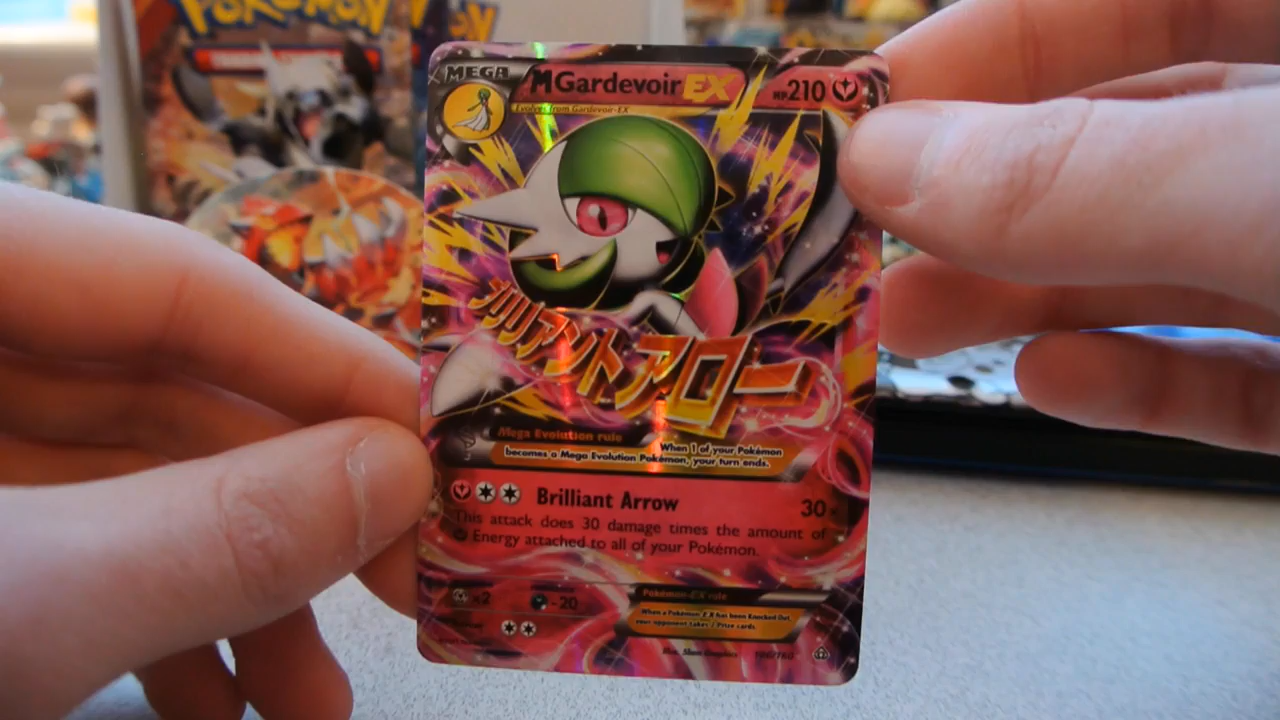 POKÉMON
MEGA
M Gardevoir EX
HP 210
Evolves from Gardevoir-EX
ブリリアントアロー
Mega Evolution rule
When 1 of your Pokémon
becomes a Mega Evolution Pokémon, your turn ends.
Brilliant Arrow 30×
This attack does 30 damage times the amount of
Energy attached to all of your Pokémon.
×2 -20
Pokémon-EX rule
When a Pokémon-EX has been Knocked Out,
your opponent takes 2 Prize cards.
Illus.
106/160